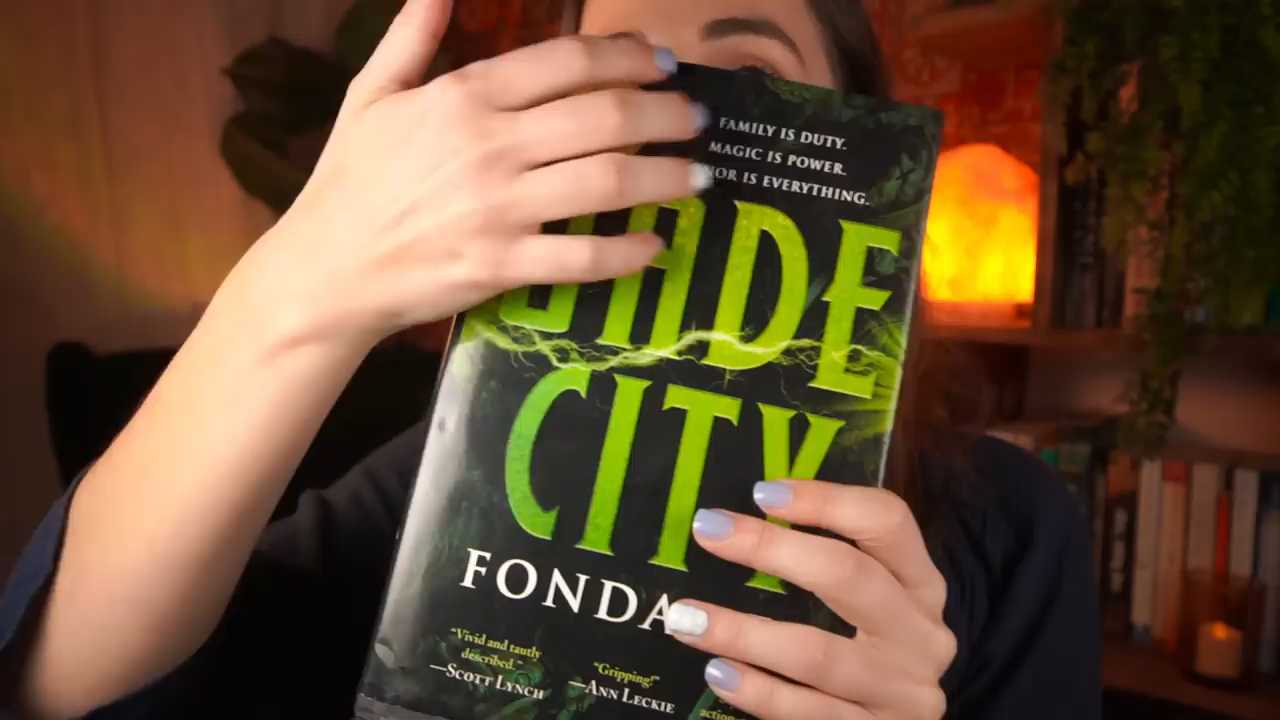 FAMILY IS DUTY.
MAGIC IS POWER.
IS EVERYTHING.
JADE
CITY
FONDA
"Vivid and tautly
described."
—SCOTT LYNCH
"Gripping!"
—ANN LECKIE